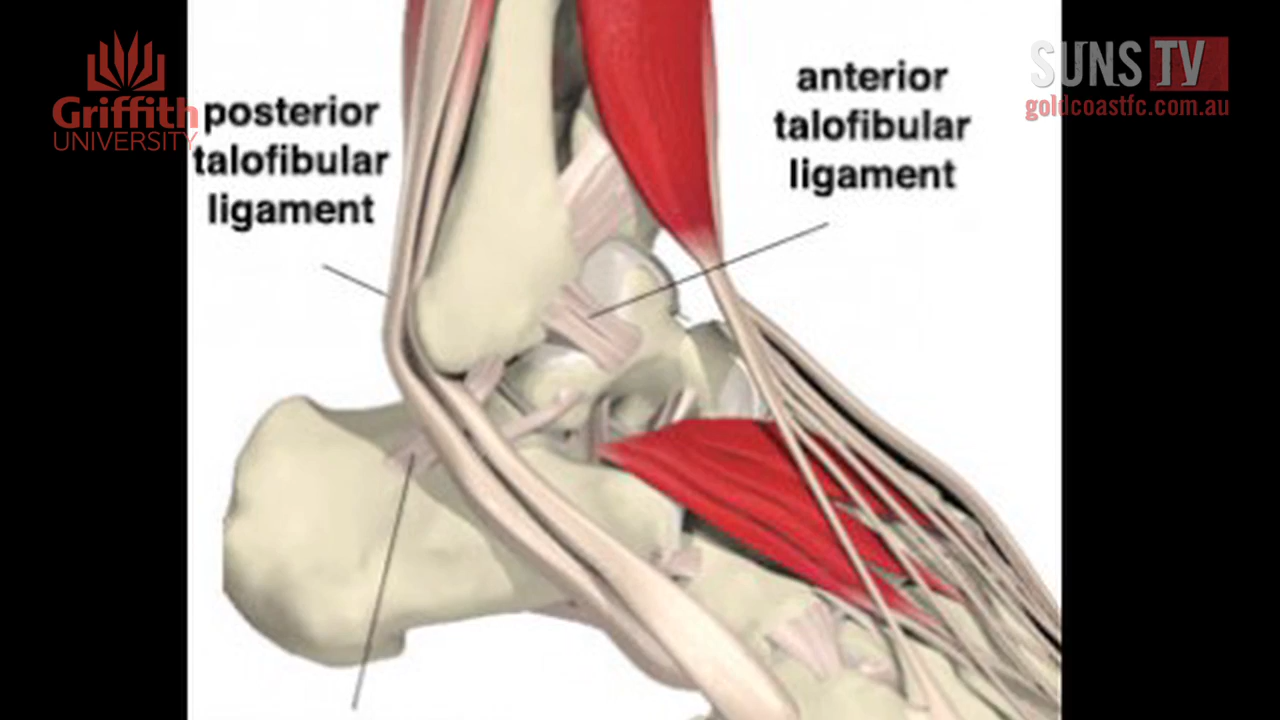 Griffith
UNIVERSITY
posterior
talofibular
ligament
anterior
talofibular
ligament
SUNS TV
goldcoastfc.com.au